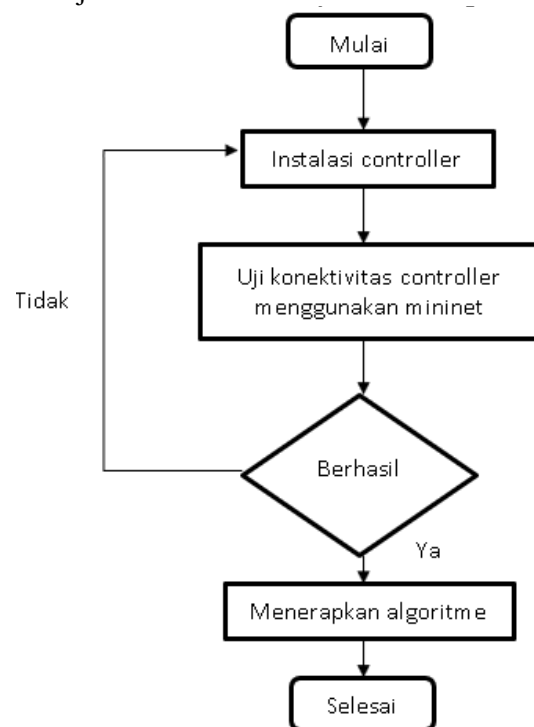 Mulai
Instalasi controller
Uji konektivitas controller
menggunakan mininet
Tidak
Berhasil
Ya
Menerapkan algoritme
Selesai